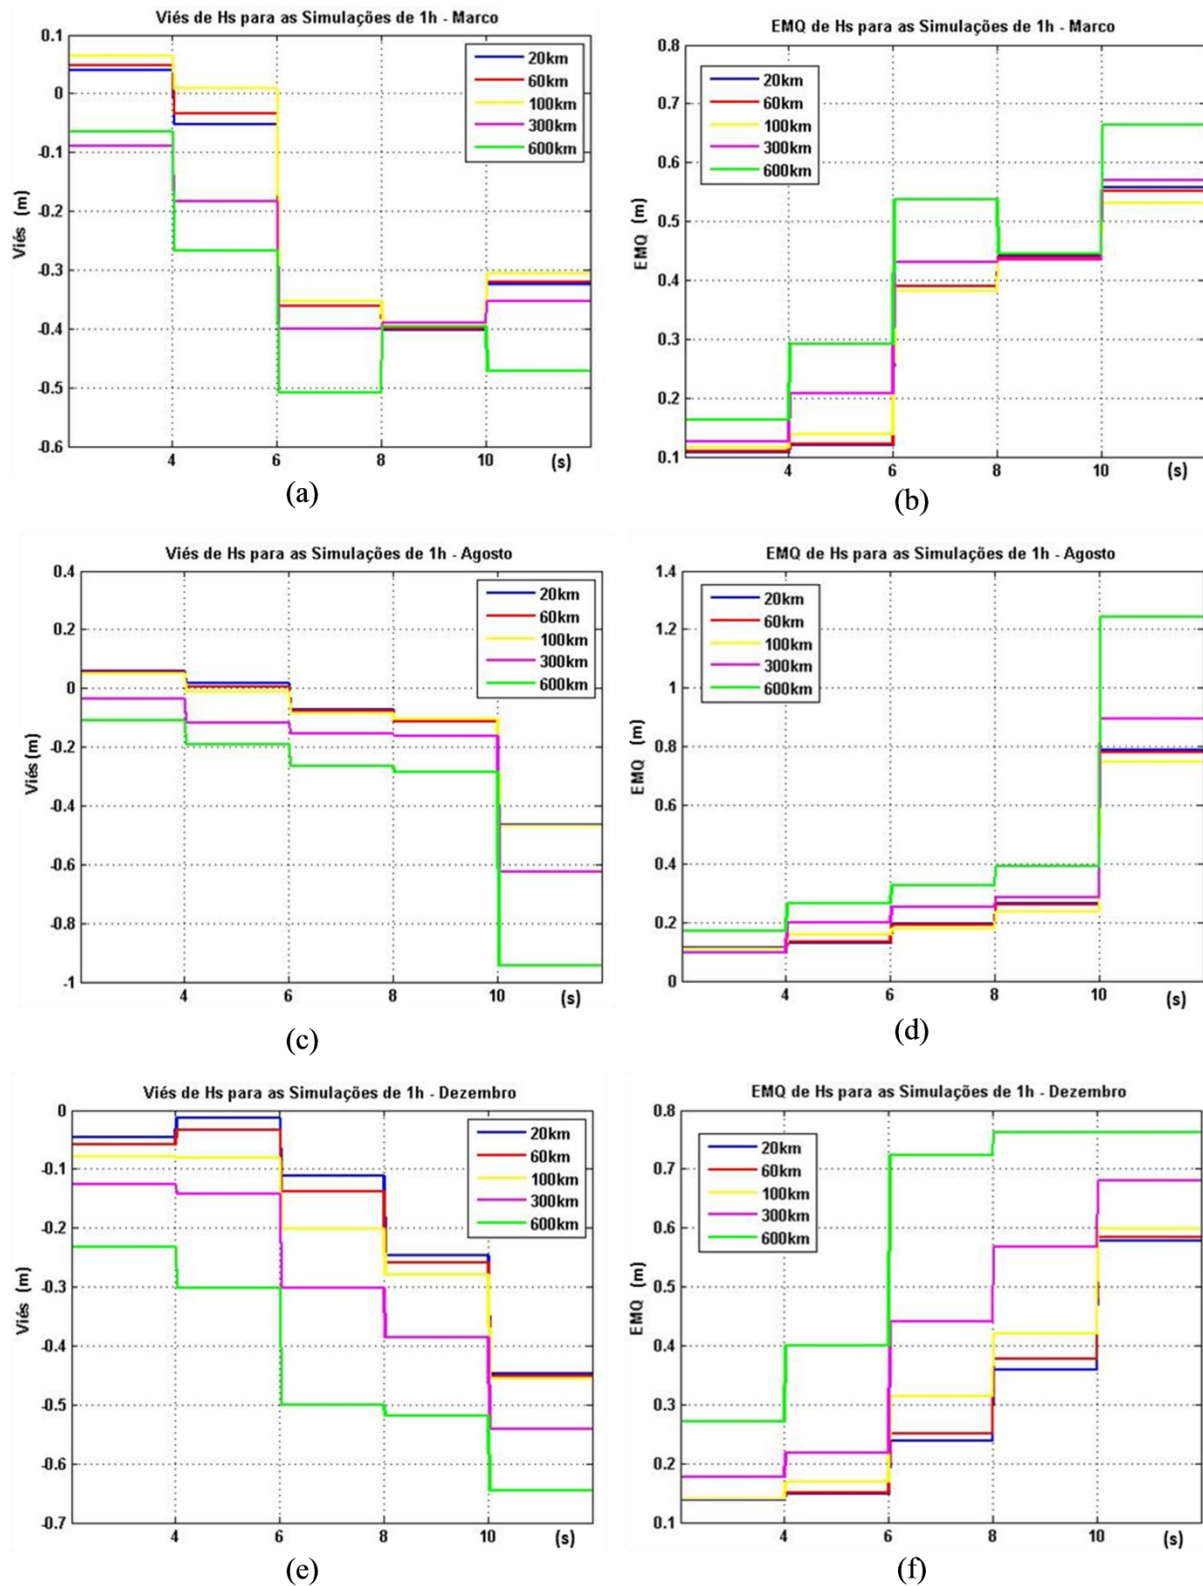 Viés de Hs para as Simulações de 1h - Marco
0.1
0
-0.1
-0.2
-0.3
-0.4
-0.5
-0.6
Viés (m)
20km
60km
100km
300km
600km
4 6 8 10 (s)
(a)
EMQ de Hs para as Simulações de 1h - Marco
0.8
0.7
0.6
0.5
0.4
0.3
0.2
0.1
EMQ (m)
20km
60km
100km
300km
600km
4 6 8 10 (s)
(b)
Viés de Hs para as Simulações de 1h - Agosto
0.4
0.2
0
-0.2
-0.4
-0.6
-0.8
-1
Viés (m)
20km
60km
100km
300km
600km
4 6 8 10 (s)
(c)
EMQ de Hs para as Simulações de 1h - Agosto
1.4
1.2
1
0.8
0.6
0.4
0.2
0
EMQ (m)
20km
60km
100km
300km
600km
4 6 8 10 (s)
(d)
Viés de Hs para as Simulações de 1h - Dezembro
0
-0.1
-0.2
-0.3
-0.4
-0.5
-0.6
-0.7
Viés (m)
20km
60km
100km
300km
600km
4 6 8 10 (s)
(e)
EMQ de Hs para as Simulações de 1h - Dezembro
0.8
0.7
0.6
0.5
0.4
0.3
0.2
0.1
EMQ (m)
20km
60km
100km
300km
600km
4 6 8 10 (s)
(f)